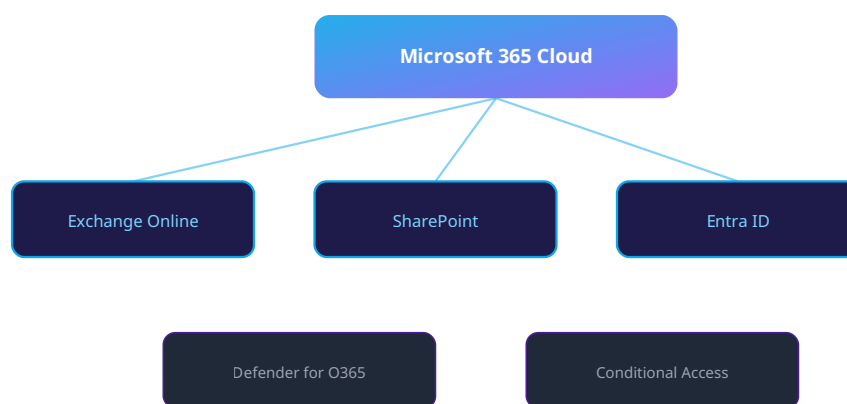 Microsoft 365 Cloud
Exchange Online
SharePoint
Entra ID
Defender for O365
Conditional Access